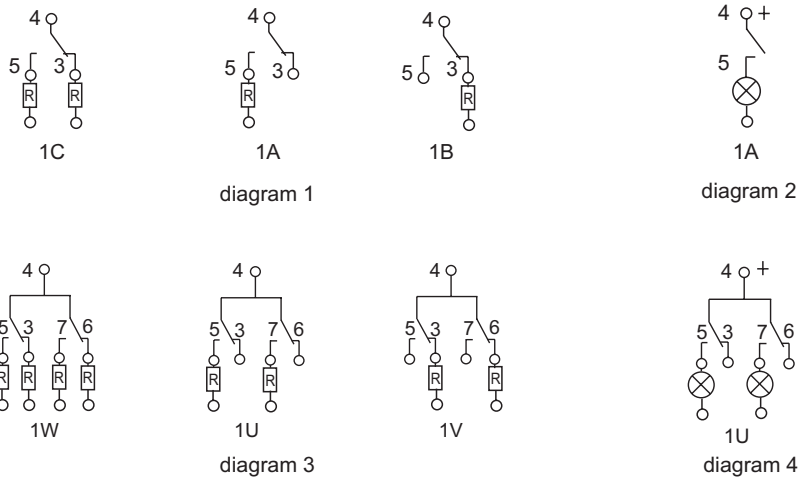 4 4 4 4 +
5 3 5 3 5 3 5
R R R R
1C 1A 1B 1A
diagram 1 diagram 2
4 4 4 4 +
5 3 7 6 5 3 7 6 5 3 7 6 5 3 7 6
R R R R R R R R
1W 1U 1V 1U
diagram 3 diagram 4